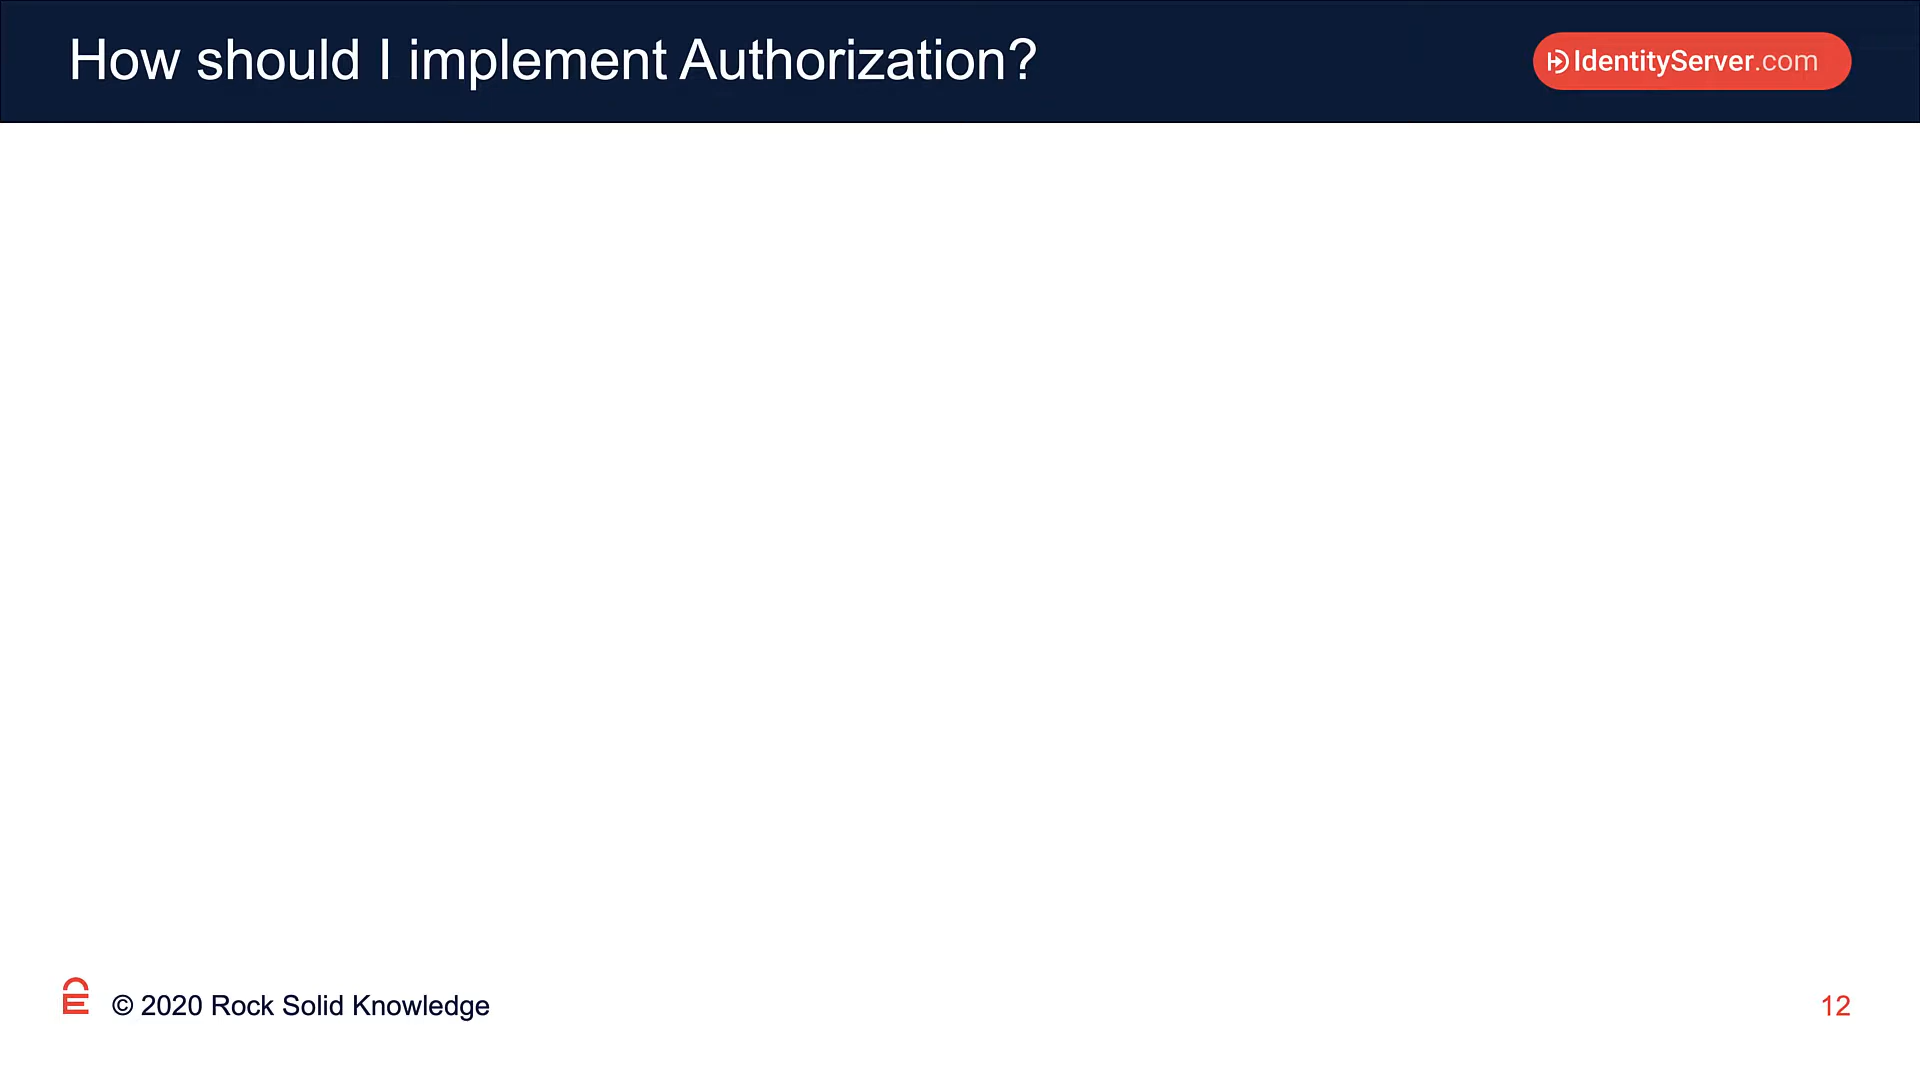 How should I implement Authorization?
IdentityServer.com
© 2020 Rock Solid Knowledge
12